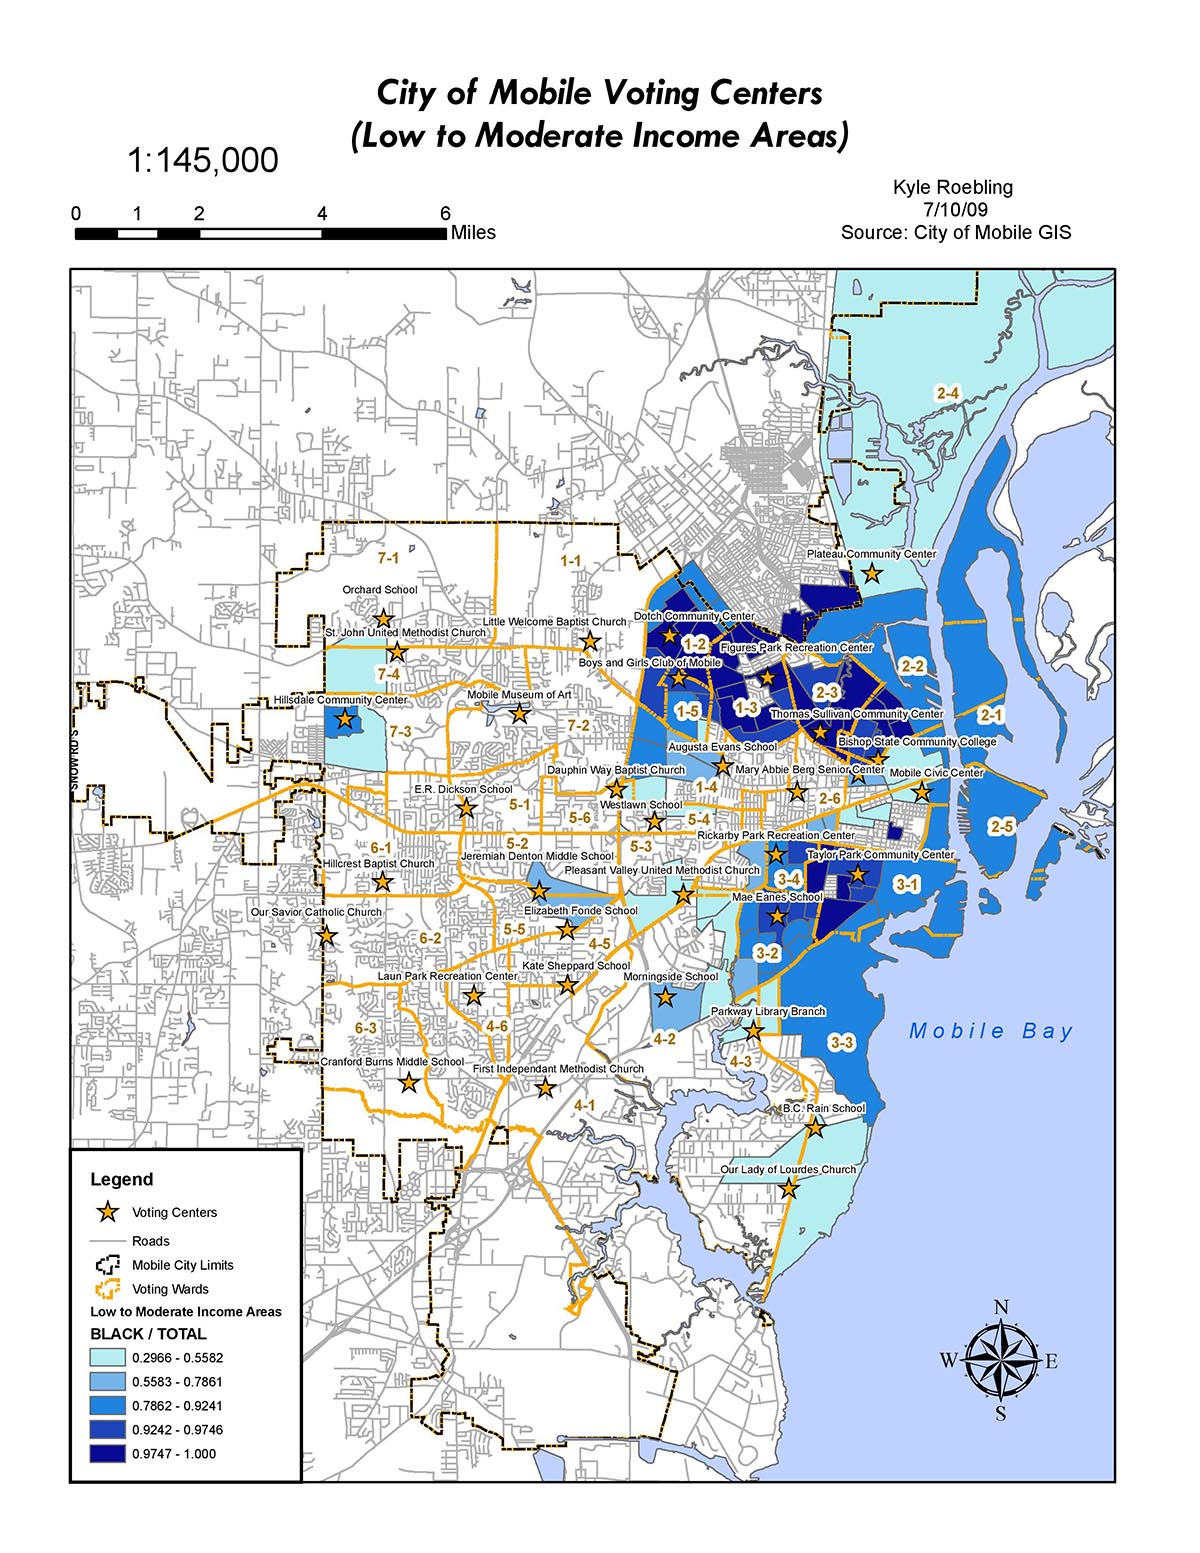 City of Mobile Voting Centers
(Low to Moderate Income Areas)
1:145,000
Kyle Roebling
7/10/09
Source: City of Mobile GIS
0 1 2 4 6
Miles
2-4
Plateau Community Center
7-1
1-1
Orchard School
Dotch Community Center
Little Welcome Baptist Church
St. John United Methodist Church
1-2
Figures Park Recreation Center
Boys and Girls Club of Mobile
2-2
7-4
2-3
Hillsdale Community Center
Mobile Museum of Art
1-5
1-3
2-1
Thomas Sullivan Community Center
7-3
7-2
Bishop State Community College
Augusta Evans School
SNOW RD S
Dauphin Way Baptist Church
Mary Abbie Berg Senior Center
Mobile Civic Center
E.R. Dickson School
1-4
2-6
5-1
Westlawn School
5-6
5-4
2-5
Rickarby Park Recreation Center
6-1
5-2
5-3
Jeremiah Denton Middle School
Taylor Park Community Center
Hillcrest Baptist Church
Pleasant Valley United Methodist Church
3-4
3-1
Mae Eanes School
Our Savior Catholic Church
Elizabeth Fonde School
5-5
6-2
4-5
3-2
Kate Sheppard School
Laun Park Recreation Center
Morningside School
Parkway Library Branch
6-3
4-6
Mobile Bay
4-2
3-3
4-3
Cranford Burns Middle School
First Independant Methodist Church
4-1
B.C. Rain School
Our Lady of Lourdes Church
Legend
Voting Centers
Roads
Mobile City Limits
Voting Wards
Low to Moderate Income Areas
BLACK / TOTAL
0.2966 - 0.5582
0.5583 - 0.7861
0.7862 - 0.9241
0.9242 - 0.9746
0.9747 - 1.000
N
W E
S